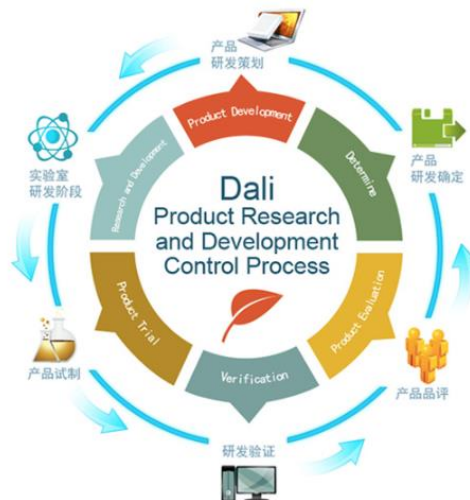 产品
研发策划
Product Development
实验室
研发阶段
Research and Development
Determine
产品
研发确定
Dali
Product Research
and Development
Control Process
Product Trial
Product Evaluation
产品试制
Verification
产品品评
研发验证